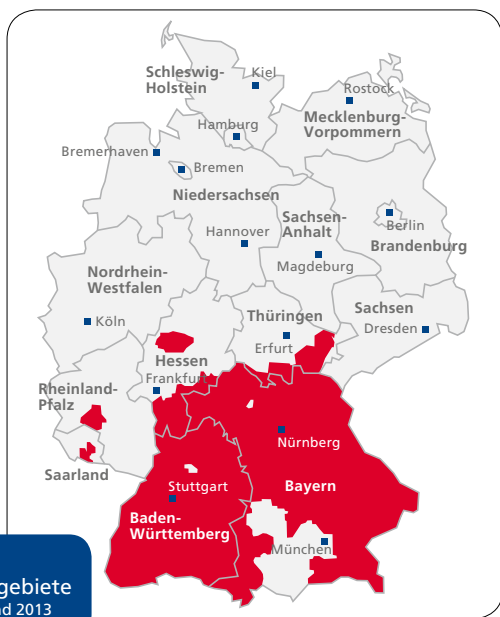 Schleswig-
Holstein
Kiel
Rostock
Mecklenburg-
Vorpommern
Hamburg
Bremerhaven
Bremen
Niedersachsen
Sachsen-
Anhalt
Berlin
Brandenburg
Hannover
Magdeburg
Nordrhein-
Westfalen
Köln
Thüringen
Erfurt
Sachsen
Dresden
Hessen
Frankfurt
Rheinland-
Pfalz
Saarland
Nürnberg
Bayern
Stuttgart
Baden-
Württemberg
München
gebiete
nd 2013